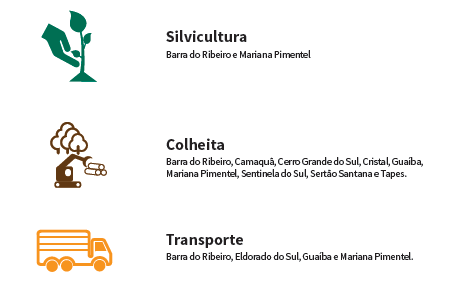 Silvicultura
Barra do Ribeiro e Mariana Pimentel
Colheita
Barra do Ribeiro, Camaquã, Cerro Grande do Sul, Cristal, Guaíba,
Mariana Pimentel, Sentinela do Sul, Sertão Santana e Tapes.
Transporte
Barra do Ribeiro, Eldorado do Sul, Guaíba e Mariana Pimentel.